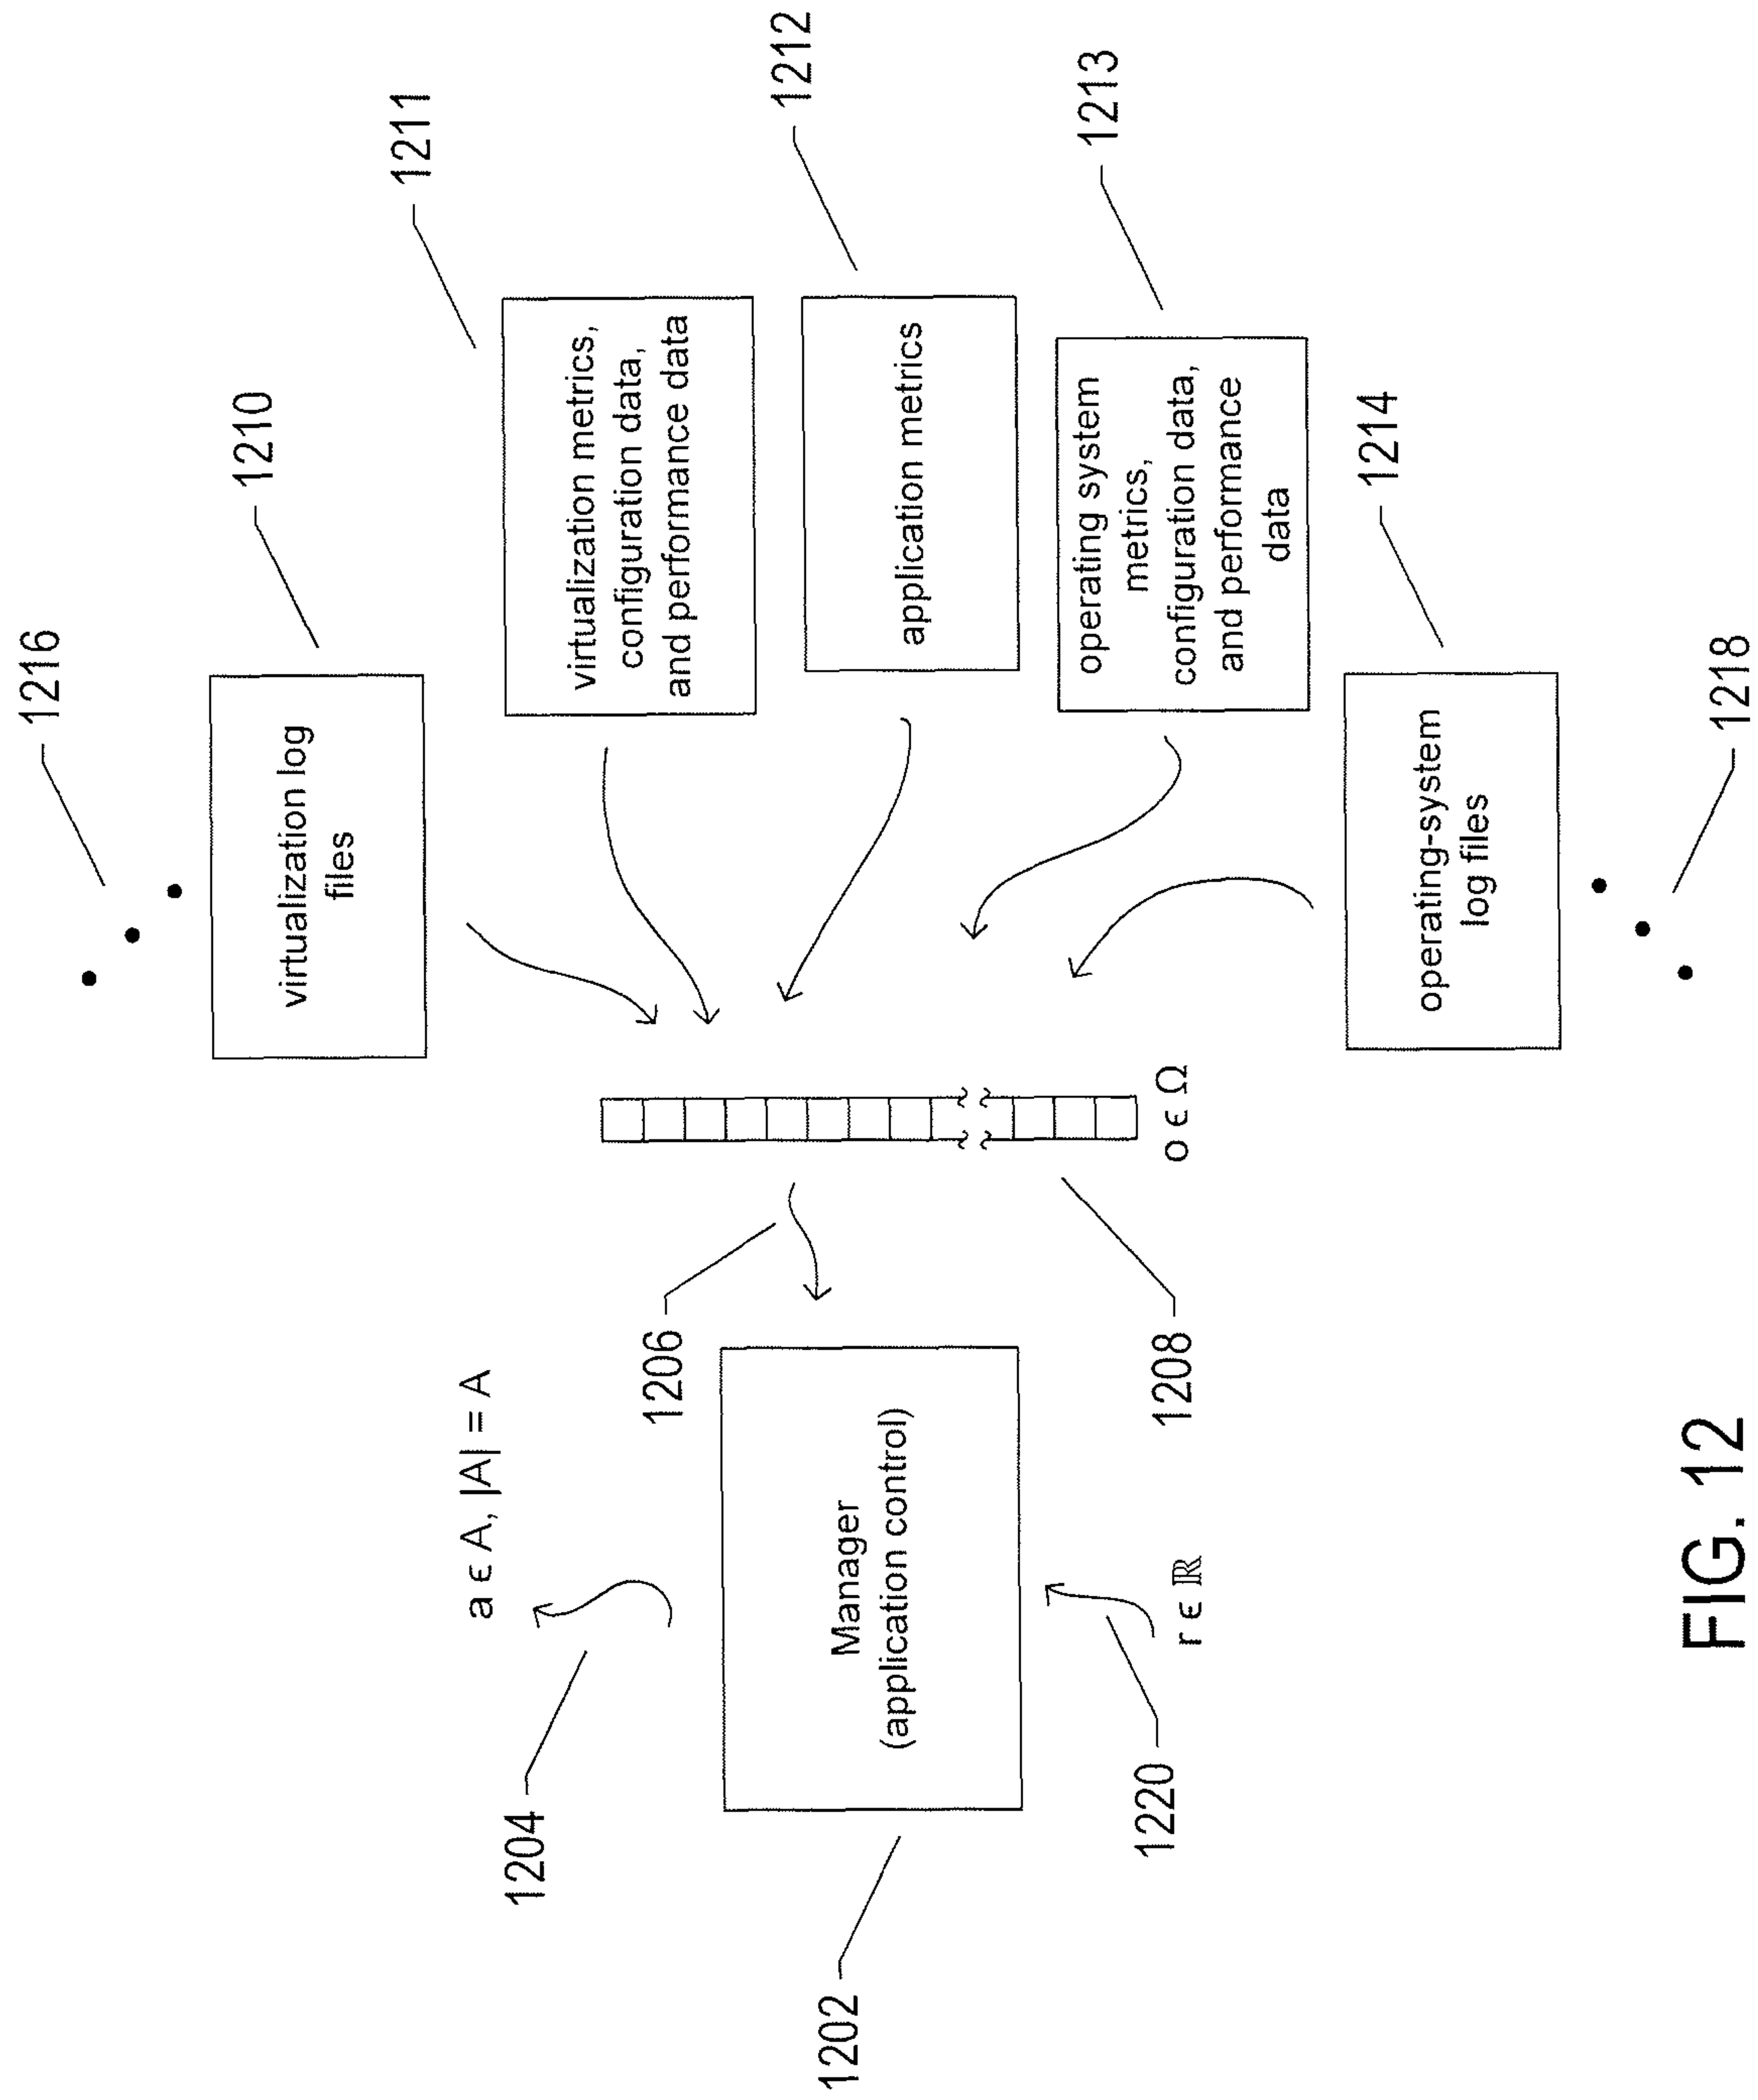 1216
1210
virtualization log
files
1211
virtualization metrics,
configuration data,
and performance data
1212
application metrics
1213
operating system
metrics,
configuration data,
and performance
data
1214
operating-system
log files
1218
a ϵ A, |A| = A
1204
1206
Manager
(application control)
1202
1208
o ϵ Ω
1220
r ϵ ℝ
FIG. 12